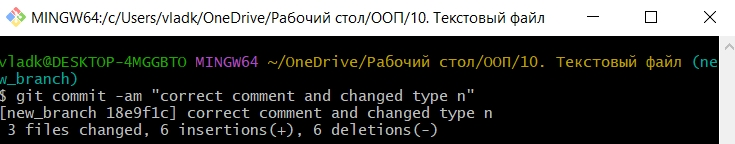 MINGW64:/c/Users/vladk/OneDrive/Рабочий стол/ООП/10. Текстовый файл
vladk@DESKTOP-4MGGBTO MINGW64 ~/OneDrive/Рабочий стол/ООП/10. Текстовый файл (ne
w_branch)
$ git commit -am "correct comment and changed type n"
[new_branch 18e9f1c] correct comment and changed type n
 3 files changed, 6 insertions(+), 6 deletions(-)